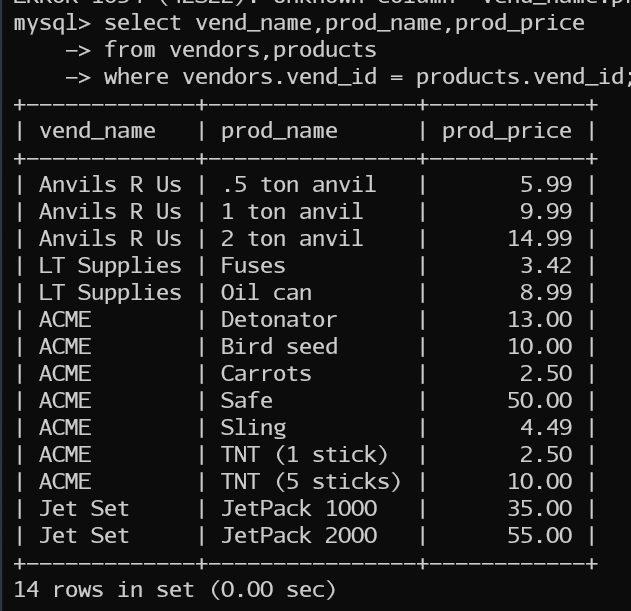 mysql> select vend_name,prod_name,prod_price
    -> from vendors,products
    -> where vendors.vend_id = products.vend_id;
+------------+----------------+------------+
| vend_name   | prod_name      | prod_price |
+------------+----------------+------------+
| Anvils R Us | .5 ton anvil   |       5.99 |
| Anvils R Us | 1 ton anvil    |       9.99 |
| Anvils R Us | 2 ton anvil    |      14.99 |
| LT Supplies | Fuses          |       3.42 |
| LT Supplies | Oil can        |       8.99 |
| ACME        | Detonator      |      13.00 |
| ACME        | Bird seed      |      10.00 |
| ACME        | Carrots        |       2.50 |
| ACME        | Safe           |      50.00 |
| ACME        | Sling          |       4.49 |
| ACME        | TNT (1 stick)  |       2.50 |
| ACME        | TNT (5 sticks) |      10.00 |
| Jet Set     | JetPack 1000   |      35.00 |
| Jet Set     | JetPack 2000   |      55.00 |
+------------+----------------+------------+
14 rows in set (0.00 sec)